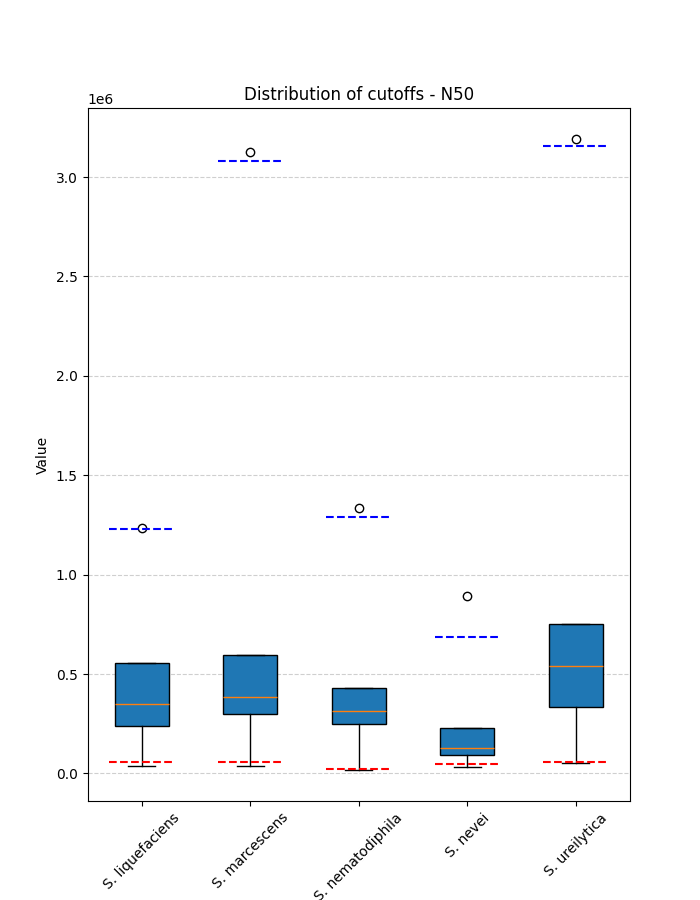 Distribution of cutoffs - N50
1e6
3.0
2.5
2.0
1.5
1.0
0.5
0.0
Value
S. liquefaciens
S. marcescens
S. nematodiphila
S. nevei
S. ureilytica